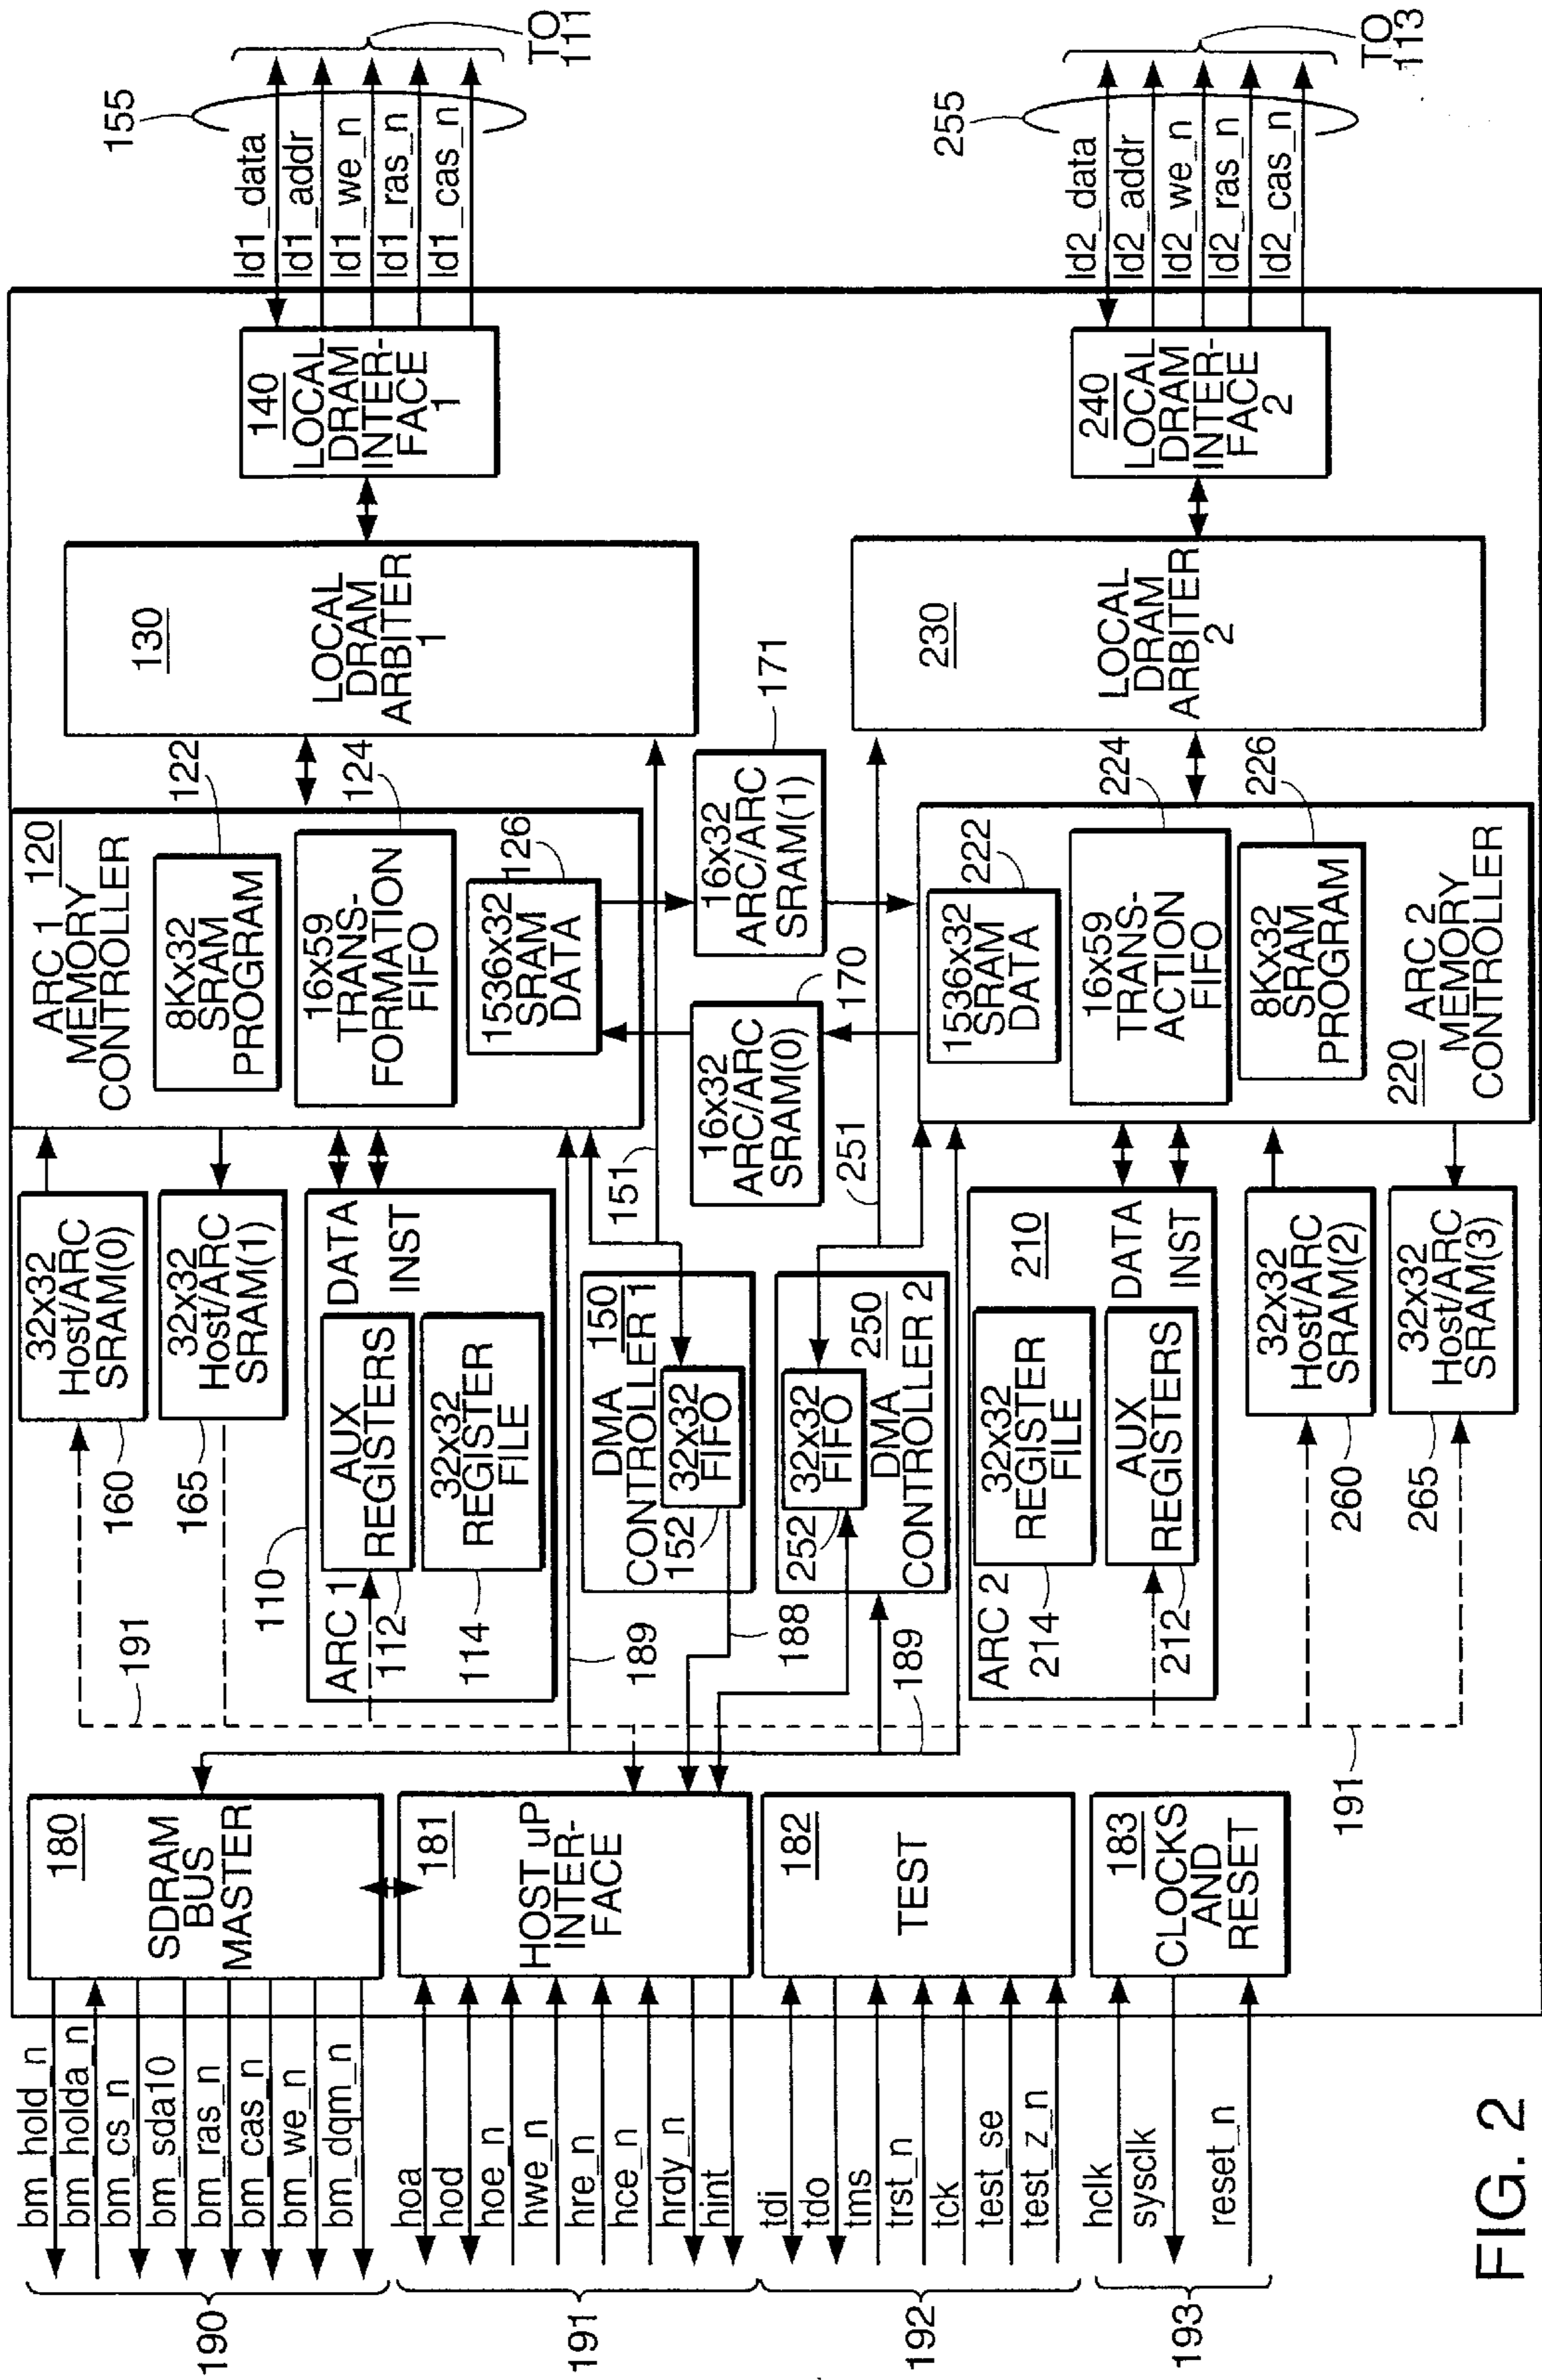 bm_hold_n
bm_holda_n
bm_cs_n
bm_sda10
bm_ras_n
bm_cas_n
bm_we_n
bm_dqm_n
190
hoa
hod
hoe_n
hwe_n
hre_n
hce_n
hrdy_n
hint
191
tdi
tdo
tms
trst_n
tck
test_se
test_z_n
192
hclk
sysclk
reset_n
193
180
SDRAM
BUS
MASTER
181
HOST uP
INTER-
FACE
182
TEST
183
CLOCKS
AND
RESET
191
189
188
189
191
32x32
Host/ARC
SRAM(0)
160
32x32
Host/ARC
SRAM(1)
165
110
ARC 1
DATA
INST
AUX
REGISTERS
112
32x32
REGISTER
FILE
114
DMA
CONTROLLER 1
150
32x32
FIFO
152
151
32x32
FIFO
252
250
DMA
CONTROLLER 2
251
ARC 2
210
DATA
INST
32x32
REGISTER
FILE
214
AUX
REGISTERS
212
32x32
Host/ARC
SRAM(2)
260
32x32
Host/ARC
SRAM(3)
265
ARC 1
MEMORY
CONTROLLER
120
8Kx32
SRAM
PROGRAM
122
16x59
TRANS-
FORMATION
FIFO
124
1536x32
SRAM
DATA
126
16x32
ARC/ARC
SRAM(0)
170
16x32
ARC/ARC
SRAM(1)
171
1536x32
SRAM
DATA
222
16x59
TRANS-
ACTION
FIFO
224
8Kx32
SRAM
PROGRAM
226
220
ARC 2
MEMORY
CONTROLLER
130
LOCAL
DRAM
ARBITER
1
230
LOCAL
DRAM
ARBITER
2
140
LOCAL
DRAM
INTER-
FACE
1
240
LOCAL
DRAM
INTER-
FACE
2
ld1_data
ld1_addr
ld1_we_n
ld1_ras_n
ld1_cas_n
155
TO
111
ld2_data
ld2_addr
ld2_we_n
ld2_ras_n
ld2_cas_n
255
TO
113
FIG. 2